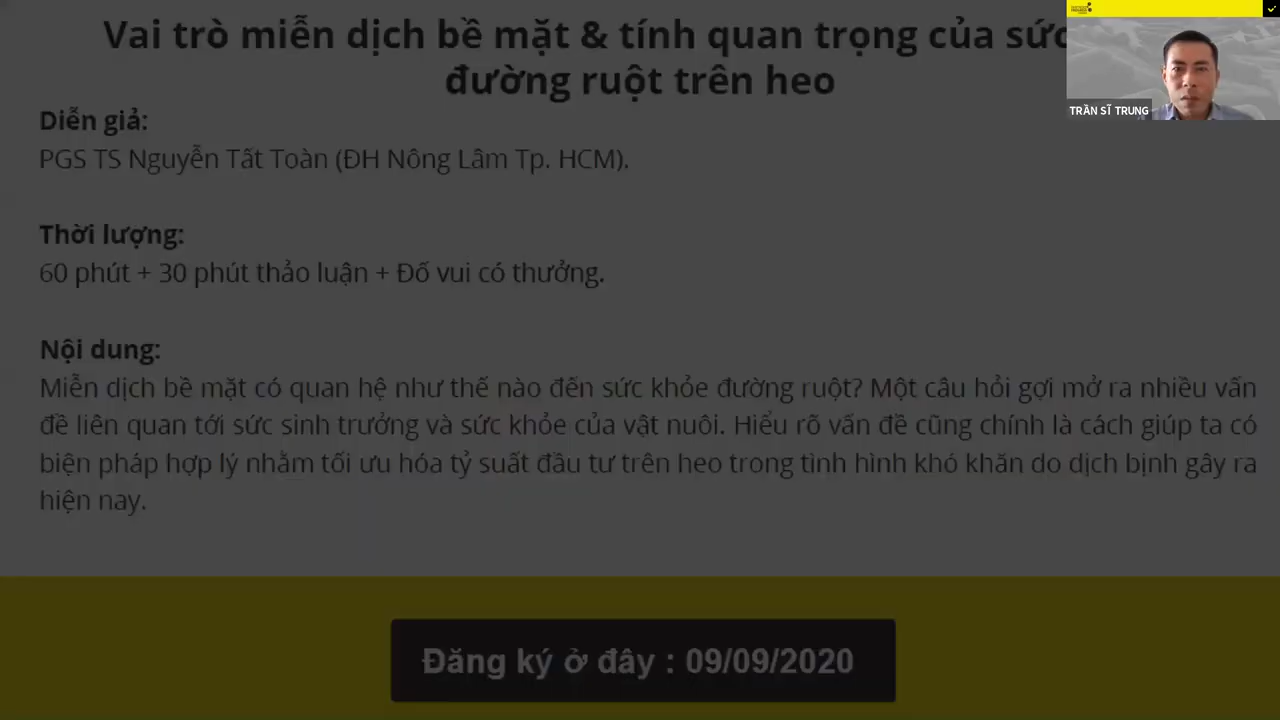 Vai trò miễn dịch bề mặt & tính quan trọng của sức
đường ruột trên heo
TRẦN SĨ TRUNG
Diễn giả:
PGS TS Nguyễn Tất Toàn (ĐH Nông Lâm Tp. HCM).
Thời lượng:
60 phút + 30 phút thảo luận + Đố vui có thưởng.
Nội dung:
Miễn dịch bề mặt có quan hệ như thế nào đến sức khỏe đường ruột? Một câu hỏi gợi mở ra nhiều vấn
đề liên quan tới sức sinh trưởng và sức khỏe của vật nuôi. Hiểu rõ vấn đề cũng chính là cách giúp ta có
biện pháp hợp lý nhằm tối ưu hóa tỷ suất đầu tư trên heo trong tình hình khó khăn do dịch bịnh gây ra
hiện nay.
Đăng ký ở đây : 09/09/2020